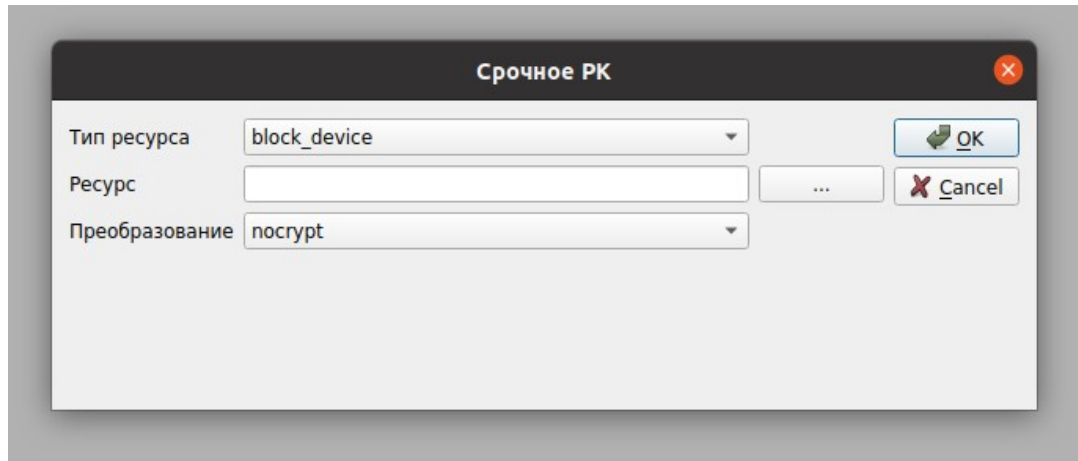 Срочное РК
Тип ресурса block_device OK
Ресурс ... Cancel
Преобразование nocrypt